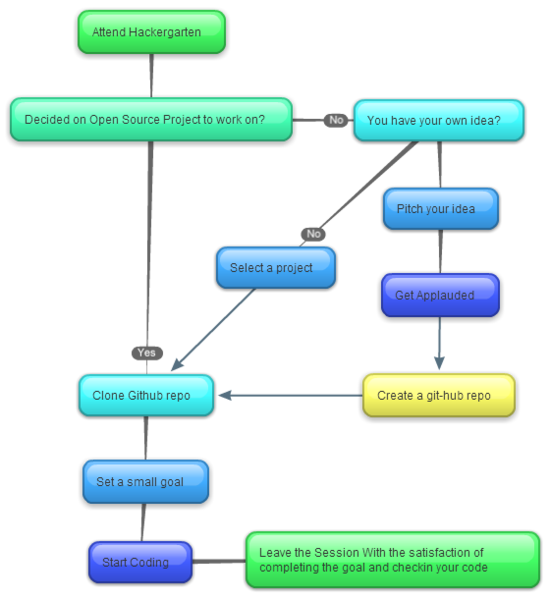 Attend Hackergarten
Decided on Open Source Project to work on?
No
You have your own idea?
Pitch your idea
No
Select a project
Get Applauded
Yes
Clone Github repo
Create a git-hub repo
Set a small goal
Start Coding
Leave the Session With the satisfaction of
completing the goal and checkin your code